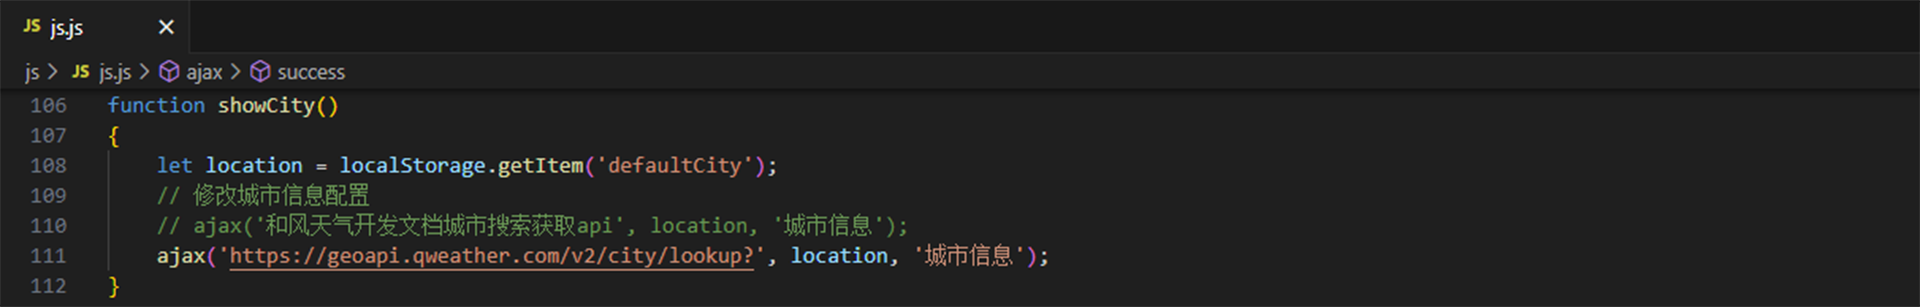 JS js.js ×
js > JS js.js > ajax > success
106 function showCity()
107 {
108 let location = localStorage.getItem('defaultCity');
109 // 修改城市信息配置
110 // ajax('和风天气开发文档城市搜索获取api', location, '城市信息');
111 ajax('https://geoapi.qweather.com/v2/city/lookup?', location, '城市信息');
112 }